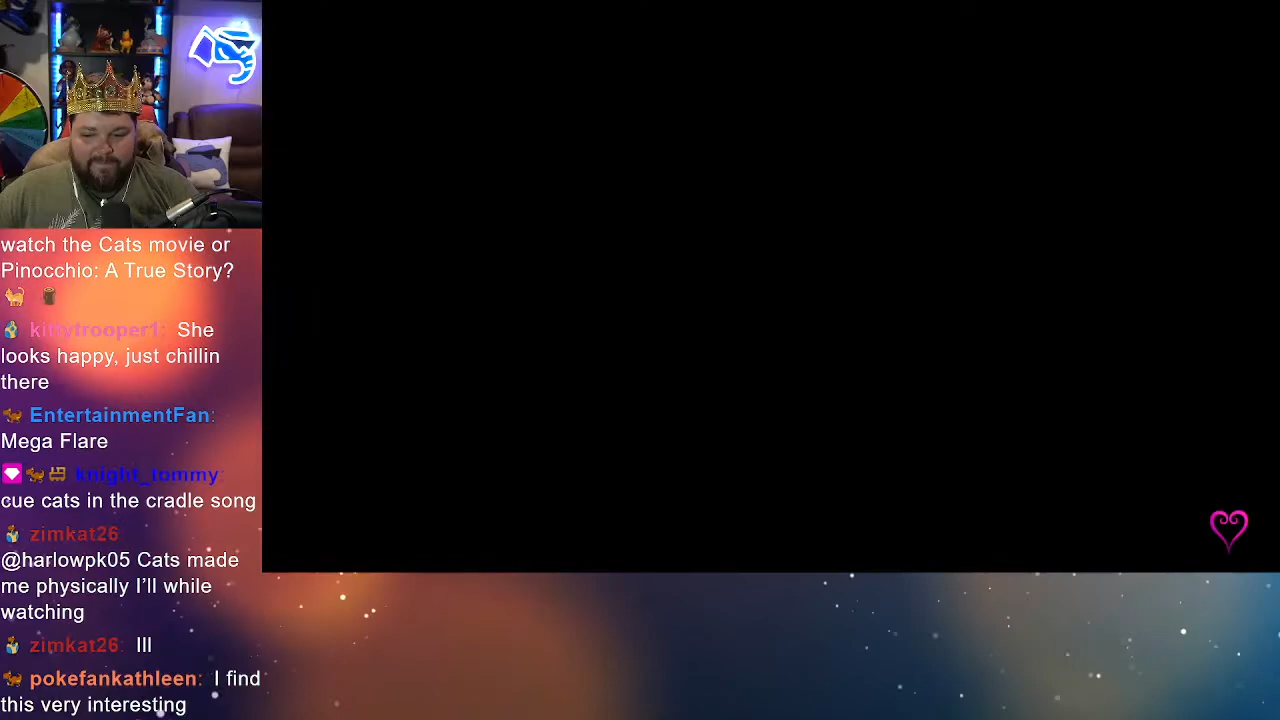 watch the Cats movie or
Pinocchio: A True Story?
kittytrooper1: She
looks happy, just chillin
there
EntertainmentFan:
Mega Flare
knight_tommy:
cue cats in the cradle song
zimkat26:
@harlowpk05 Cats made
me physically I’ll while
watching
zimkat26: Ill
pokefankathleen: I find
this very interesting